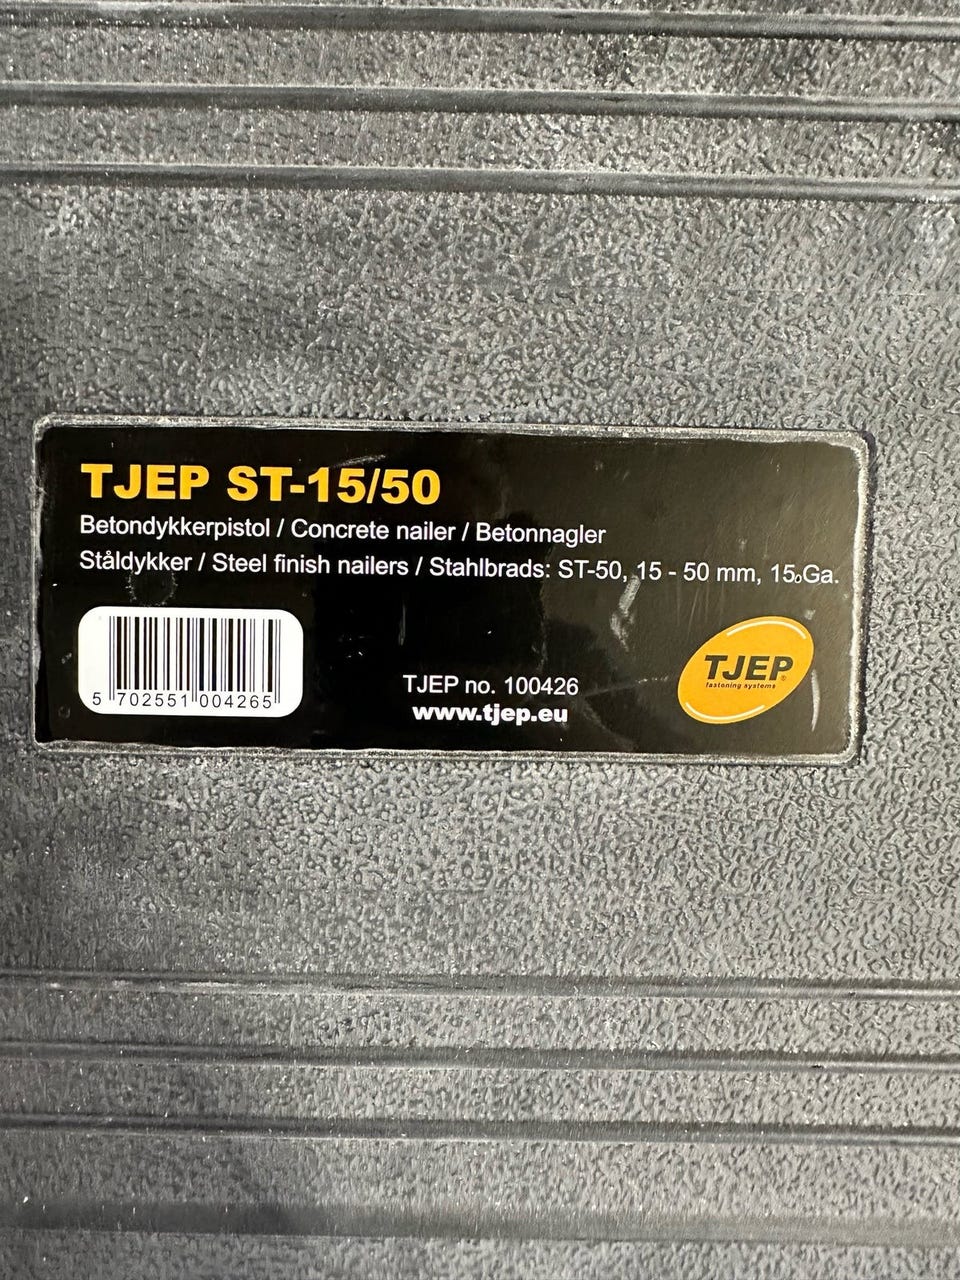 TJEP ST-15/50
Betondykkerpistol / Concrete nailer / Betonnagler
Ståldykker / Steel finish nailers / Stahlbrads: ST-50, 15 - 50 mm, 15 Ga.
5 702551 004265
TJEP no. 100426
www.tjep.eu
TJEP®
fastening systems